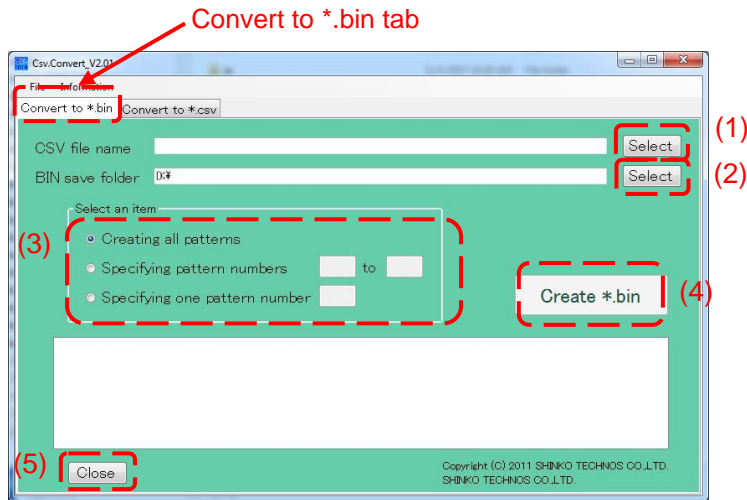 Convert to *.bin tab
Csv.Convert_V2.01
File Information
Convert to *.bin Convert to *.csv
(1)
CSV file name Select
(2)
BIN save folder D:¥ Select
Select an item
(3)
Creating all patterns
Specifying pattern numbers to
Specifying one pattern number
Create *.bin (4)
(5) Close
Copyright (C) 2011 SHINKO TECHNOS CO.,LTD.
SHINKO TECHNOS CO.,LTD.